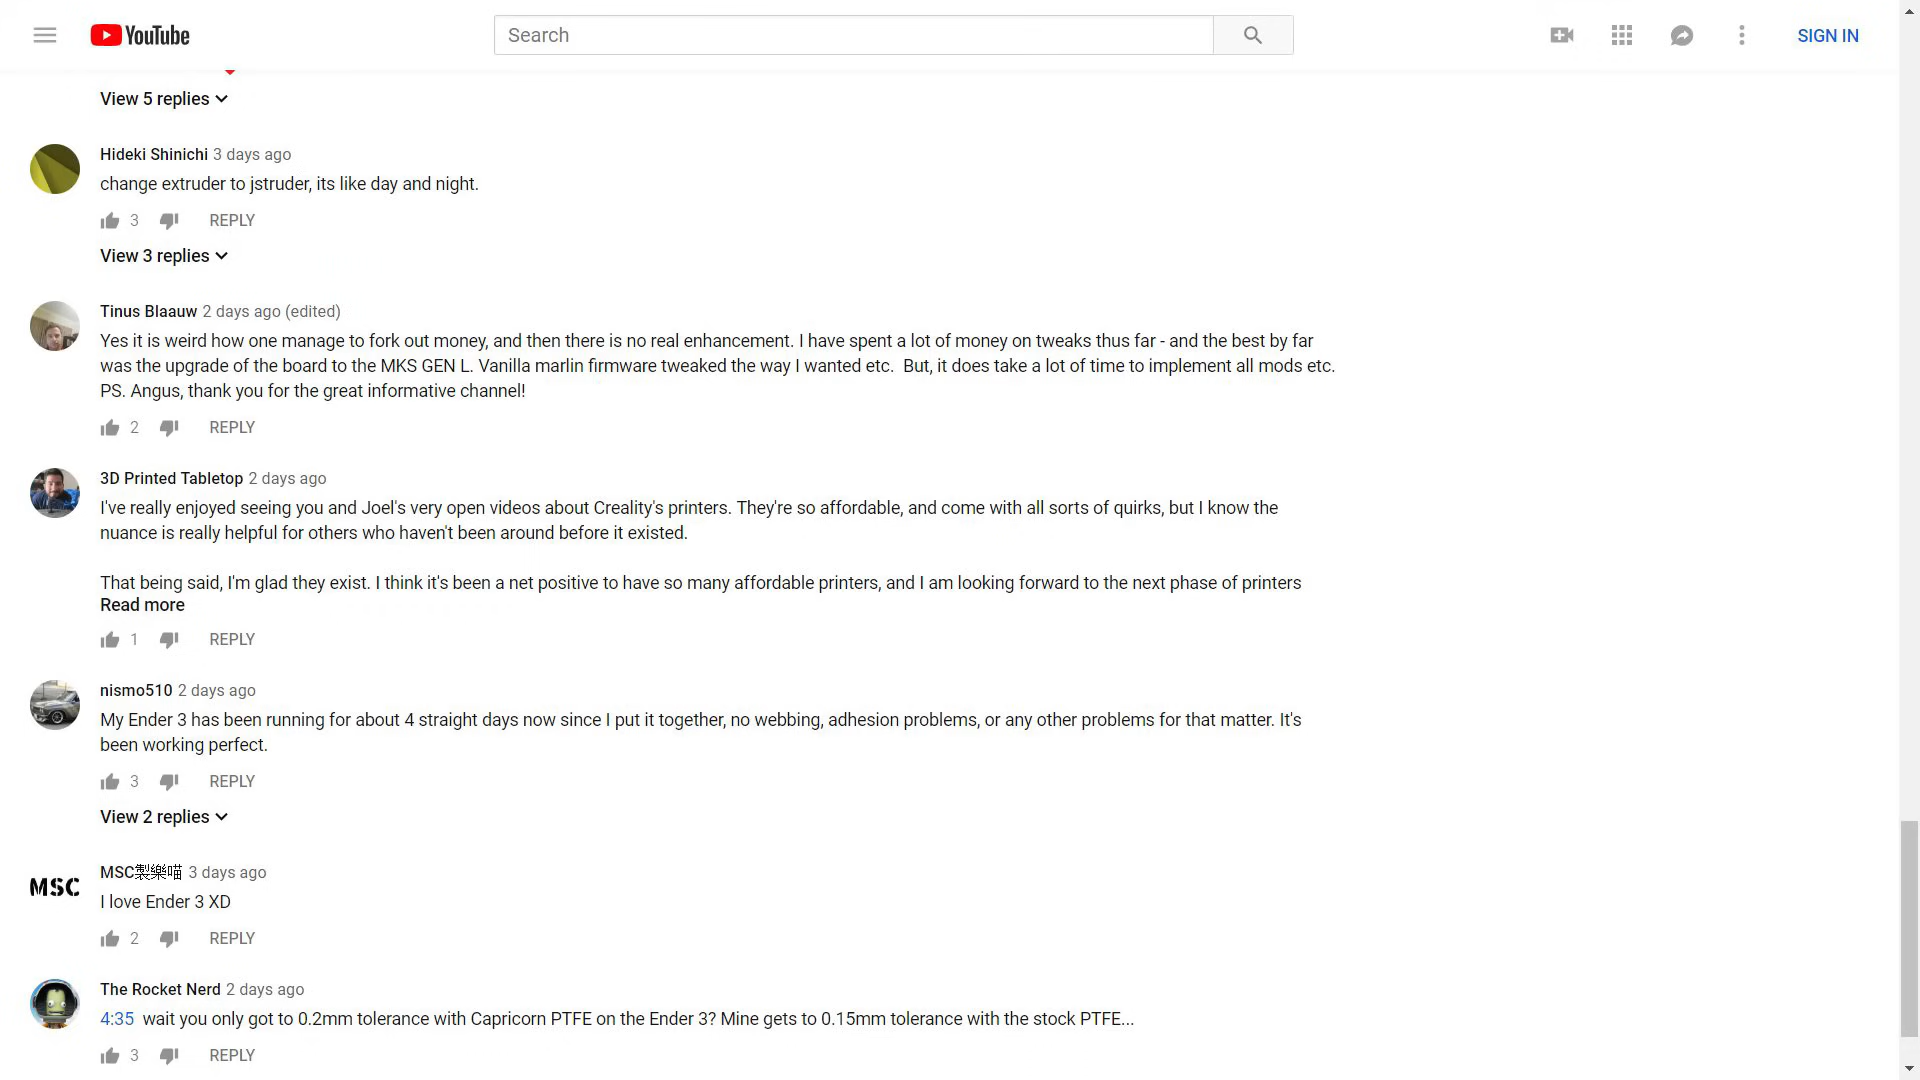 YouTube
Search
SIGN IN
View 5 replies
Hideki Shinichi 3 days ago
change extruder to jstruder, its like day and night.
3 REPLY
View 3 replies
Tinus Blaauw 2 days ago (edited)
Yes it is weird how one manage to fork out money, and then there is no real enhancement. I have spent a lot of money on tweaks thus far - and the best by far
was the upgrade of the board to the MKS GEN L. Vanilla marlin firmware tweaked the way I wanted etc.  But, it does take a lot of time to implement all mods etc.
PS. Angus, thank you for the great informative channel!
2 REPLY
3D Printed Tabletop 2 days ago
I've really enjoyed seeing you and Joel's very open videos about Creality's printers. They're so affordable, and come with all sorts of quirks, but I know the
nuance is really helpful for others who haven't been around before it existed.
That being said, I'm glad they exist. I think it's been a net positive to have so many affordable printers, and I am looking forward to the next phase of printers
Read more
1 REPLY
nismo510 2 days ago
My Ender 3 has been running for about 4 straight days now since I put it together, no webbing, adhesion problems, or any other problems for that matter. It's
been working perfect.
3 REPLY
View 2 replies
MSC
MSC製樂喵 3 days ago
I love Ender 3 XD
2 REPLY
The Rocket Nerd 2 days ago
4:35  wait you only got to 0.2mm tolerance with Capricorn PTFE on the Ender 3? Mine gets to 0.15mm tolerance with the stock PTFE...
3 REPLY